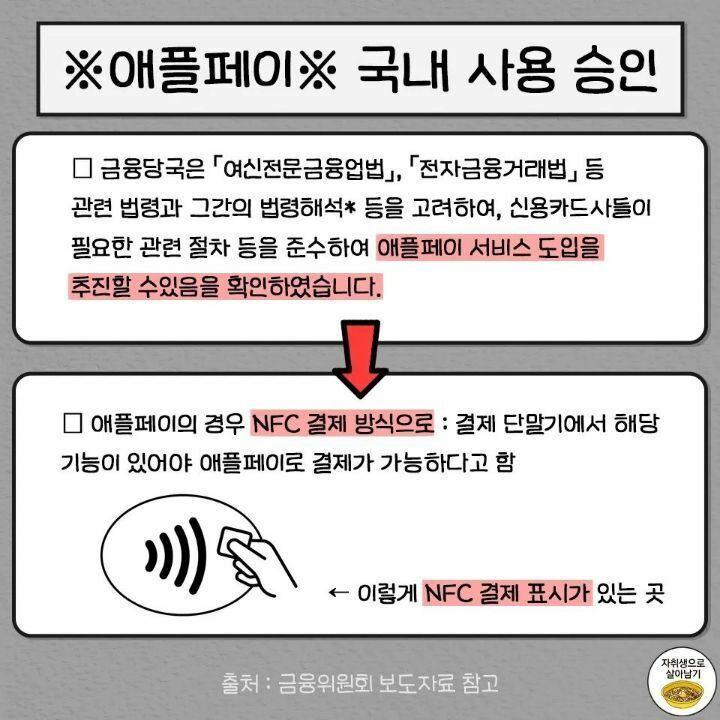 ※애플페이※ 국내 사용 승인
□ 금융당국은 「여신전문금융업법」, 「전자금융거래법」 등
관련 법령과 그간의 법령해석* 등을 고려하여, 신용카드사들이
필요한 관련 절차 등을 준수하여 애플페이 서비스 도입을
추진할 수있음을 확인하였습니다.
□ 애플페이의 경우 NFC 결제 방식으로 : 결제 단말기에서 해당
기능이 있어야 애플페이로 결제가 가능하다고 함
← 이렇게 NFC 결제 표시가 있는 곳
출처 : 금융위원회 보도자료 참고
자취생으로
살아남기